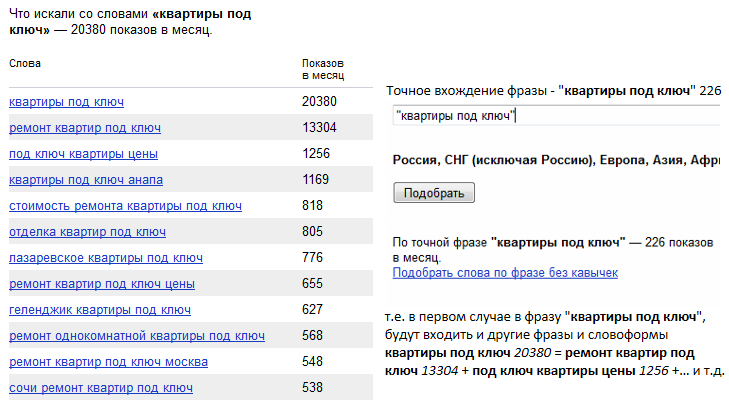 Что искали со словами «квартиры под
ключ» — 20380 показов в месяц.
Слова Показов
в месяц
квартиры под ключ 20380
ремонт квартир под ключ 13304
под ключ квартиры цены 1256
квартиры под ключ анапа 1169
стоимость ремонта квартиры под ключ 818
отделка квартир под ключ 805
лазаревское квартиры под ключ 776
ремонт квартир под ключ цены 655
геленджик квартиры под ключ 627
ремонт однокомнатной квартиры под ключ 568
ремонт квартир под ключ москва 548
сочи ремонт квартир под ключ 538
Точное вхождение фразы - "квартиры под ключ" 226
"квартиры под ключ"
Россия, СНГ (исключая Россию), Европа, Азия, Афри
Подобрать
По точной фразе "квартиры под ключ" — 226 показов
в месяц.
Подобрать слова по фразе без кавычек
т.е. в первом случае в фразу "квартиры под ключ",
будут входить и другие фразы и словоформы
квартиры под ключ 20380 = ремонт квартир под
ключ 13304 + под ключ квартиры цены 1256 +... и т.д.